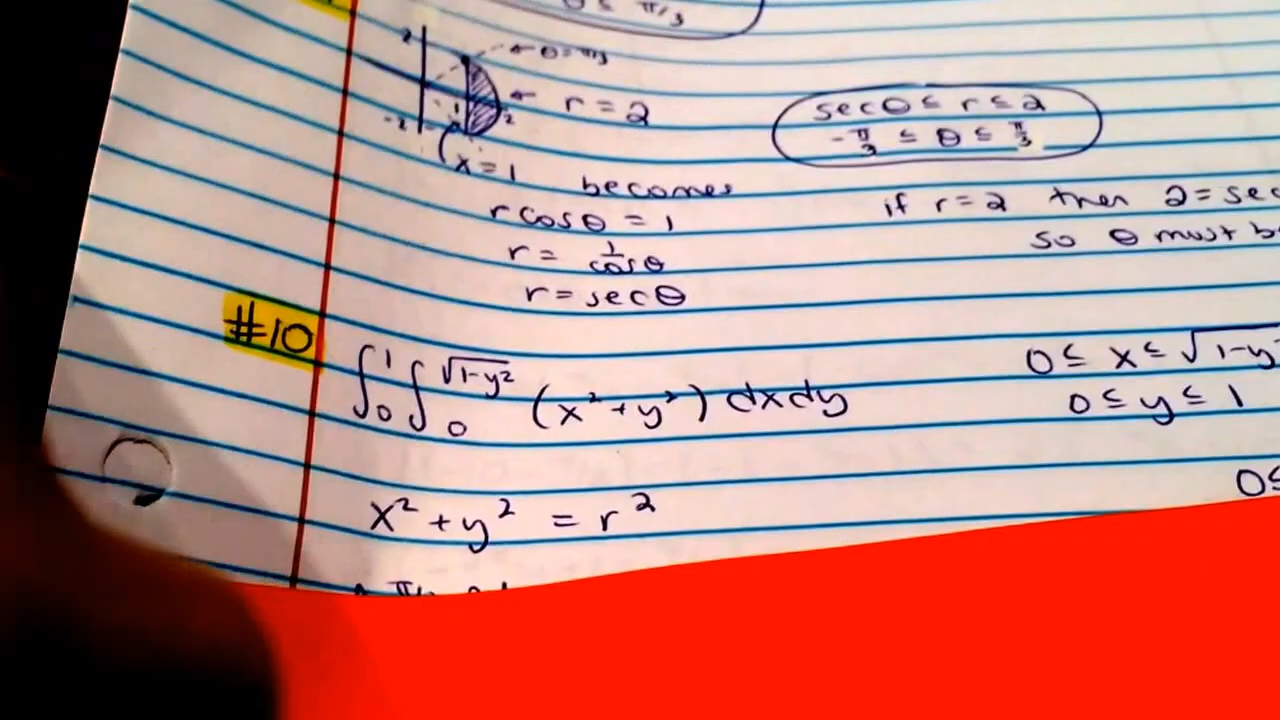 θ ≤ π/3
2
← θ = π/3
← r = 2
sec θ ≤ r ≤ 2
-π/3 ≤ θ ≤ π/3
1
2
-2
x = 1 becomes
r cos θ = 1
if r = 2 then 2 = sec
r = 1/cos θ
so θ must b
r = sec θ
#10
∫₀¹ ∫₀^√(1-y²) (x² + y²) dx dy
0 ≤ x ≤ √1-y
0 ≤ y ≤ 1
0 ≤
x² + y² = r²